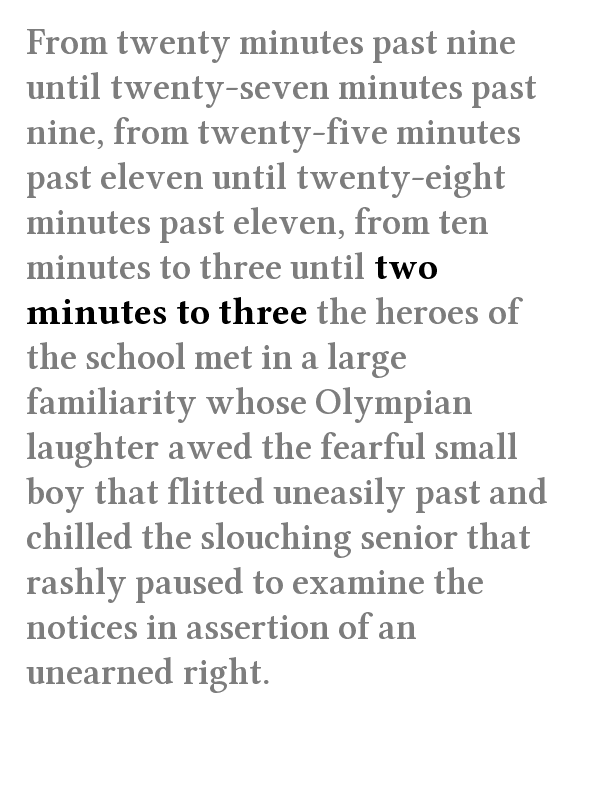 From twenty minutes past nine
until twenty-seven minutes past
nine, from twenty-five minutes
past eleven until twenty-eight
minutes past eleven, from ten
minutes to three until two
minutes to three the heroes of
the school met in a large
familiarity whose Olympian
laughter awed the fearful small
boy that flitted uneasily past and
chilled the slouching senior that
rashly paused to examine the
notices in assertion of an
unearned right.